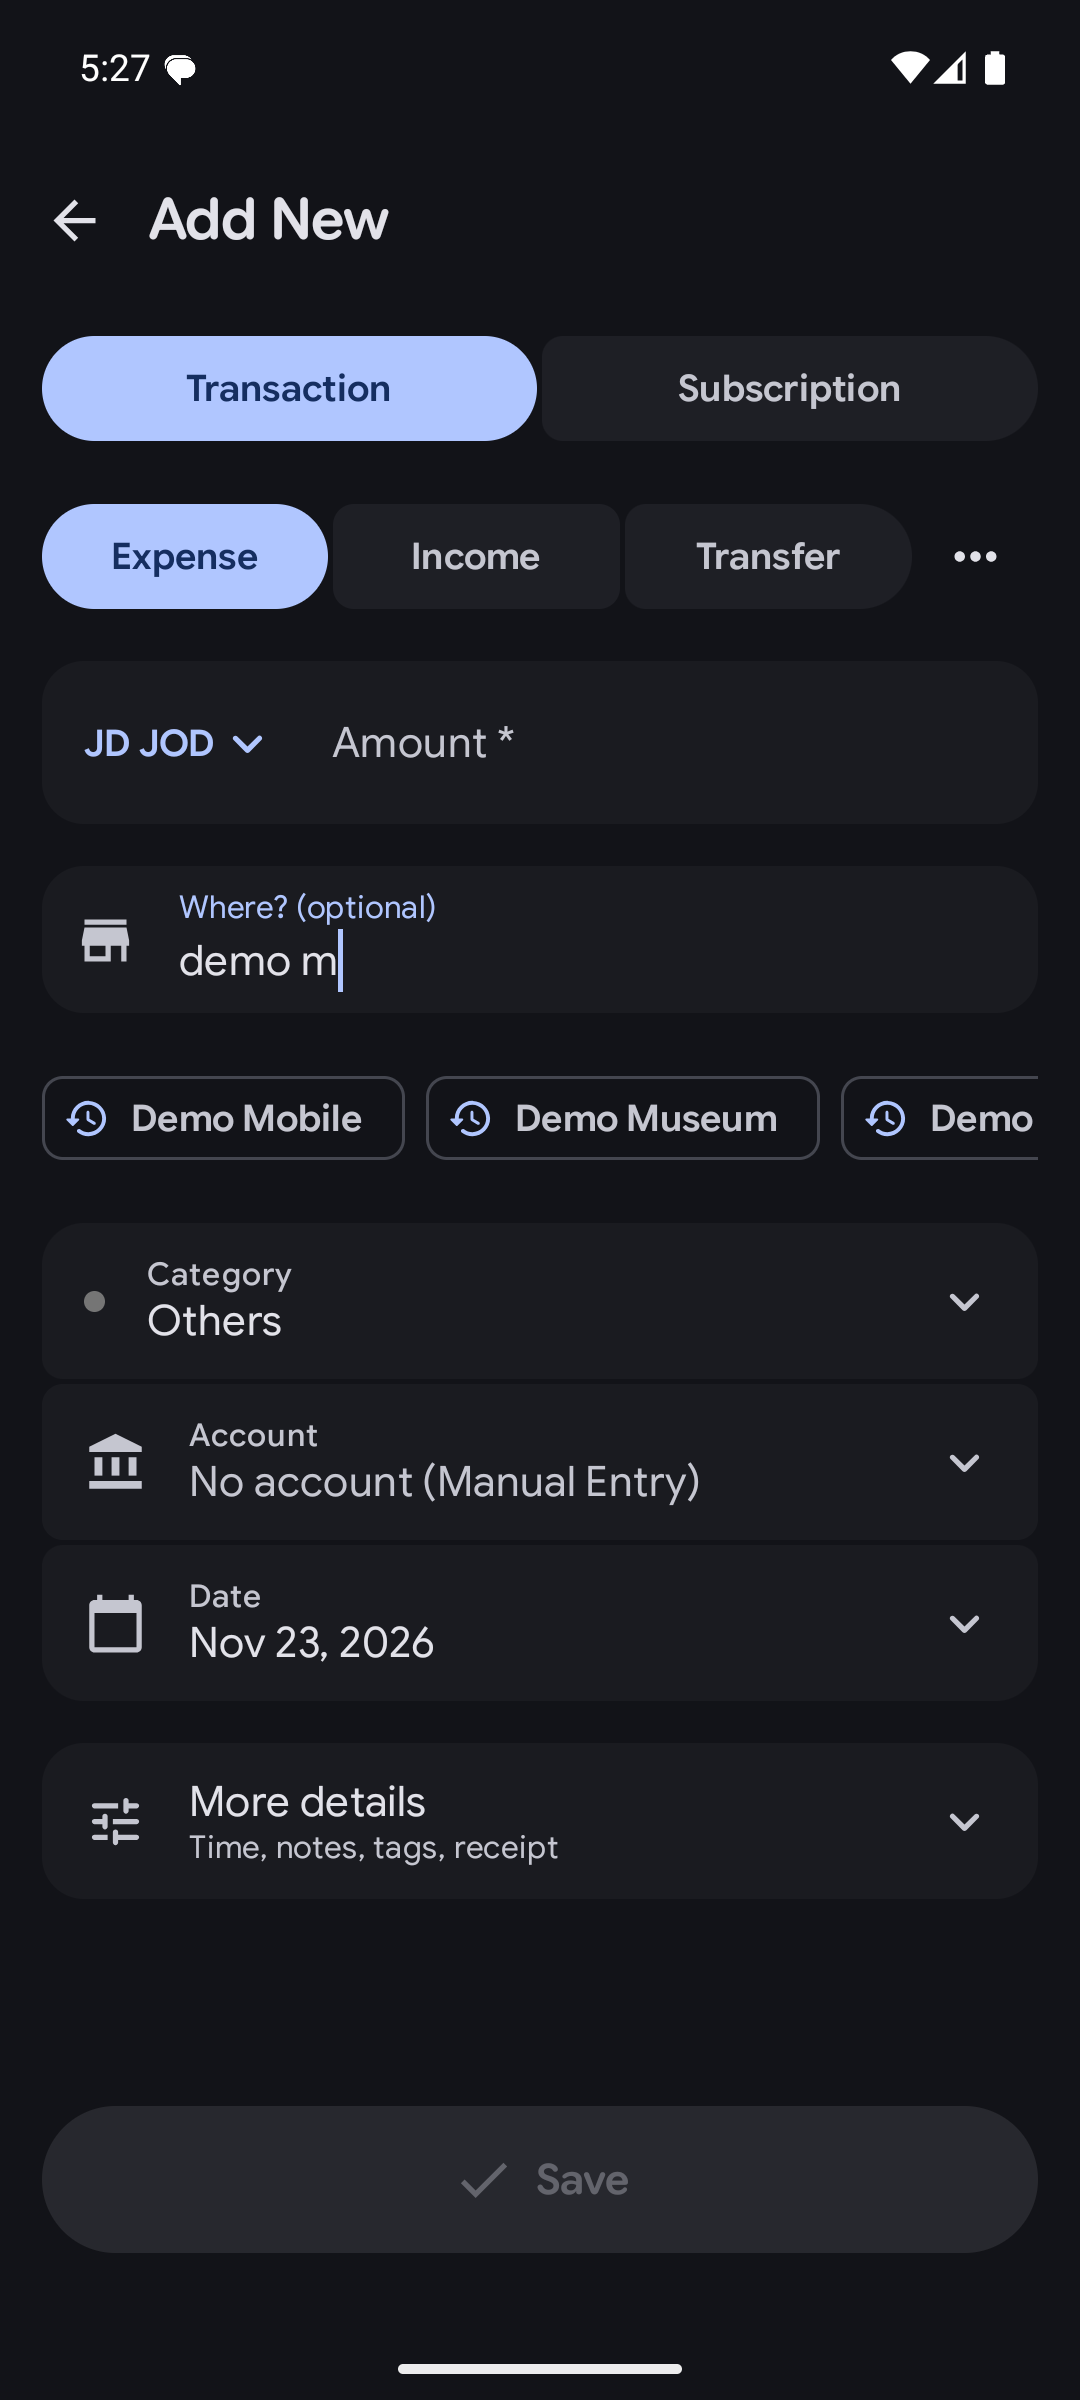 5:27
Add New
Transaction
Subscription
Expense
Income
Transfer
JD JOD
Amount *
Where? (optional)
demo m
Demo Mobile
Demo Museum
Demo
Category
Others
Account
No account (Manual Entry)
Date
Nov 23, 2026
More details
Time, notes, tags, receipt
Save